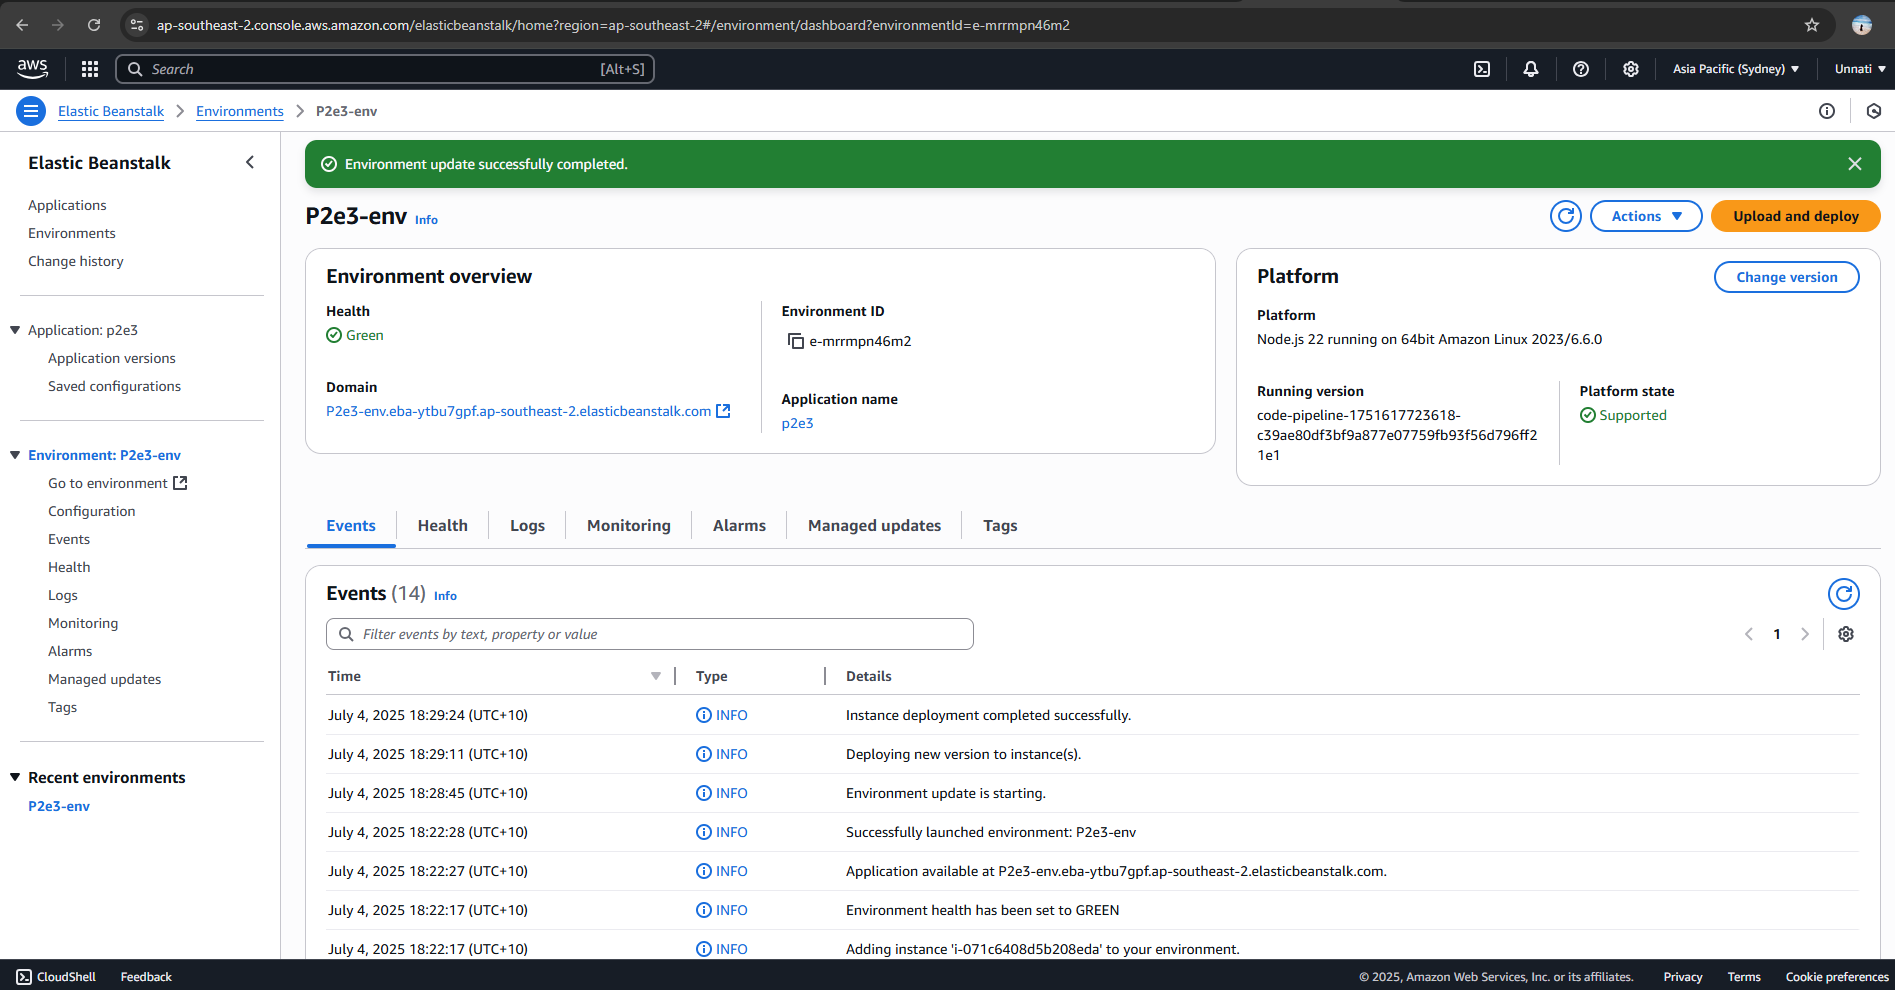 ap-southeast-2.console.aws.amazon.com/elasticbeanstalk/home?region=ap-southeast-2#/environment/dashboard?environmentId=e-mrrmpn46m2
aws
Search [Alt+S]
Asia Pacific (Sydney)
Unnati
Elastic Beanstalk
Environments
P2e3-env
Elastic Beanstalk
Applications
Environments
Change history
Application: p2e3
Application versions
Saved configurations
Environment: P2e3-env
Go to environment
Configuration
Events
Health
Logs
Monitoring
Alarms
Managed updates
Tags
Recent environments
P2e3-env
Environment update successfully completed.
P2e3-env Info
Actions
Upload and deploy
Environment overview
Health
Green
Domain
P2e3-env.eba-ytbu7gpf.ap-southeast-2.elasticbeanstalk.com
Environment ID
e-mrrmpn46m2
Application name
p2e3
Platform
Change version
Platform
Node.js 22 running on 64bit Amazon Linux 2023/6.6.0
Running version
code-pipeline-1751617723618-
c39ae80df3bf9a877e07759fb93f56d796ff2
1e1
Platform state
Supported
Events Health Logs Monitoring Alarms Managed updates Tags
Events (14) Info
Filter events by text, property or value
1
Time Type Details
July 4, 2025 18:29:24 (UTC+10) INFO Instance deployment completed successfully.
July 4, 2025 18:29:11 (UTC+10) INFO Deploying new version to instance(s).
July 4, 2025 18:28:45 (UTC+10) INFO Environment update is starting.
July 4, 2025 18:22:28 (UTC+10) INFO Successfully launched environment: P2e3-env
July 4, 2025 18:22:27 (UTC+10) INFO Application available at P2e3-env.eba-ytbu7gpf.ap-southeast-2.elasticbeanstalk.com.
July 4, 2025 18:22:17 (UTC+10) INFO Environment health has been set to GREEN
July 4, 2025 18:22:17 (UTC+10) INFO Adding instance 'i-071c6408d5b208eda' to your environment.
CloudShell Feedback © 2025, Amazon Web Services, Inc. or its affiliates. Privacy Terms Cookie preferences